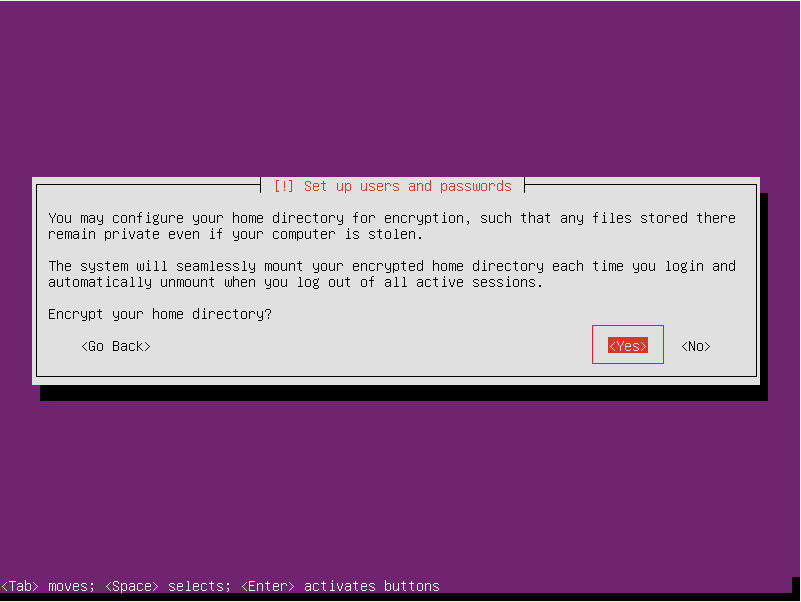 [!] Set up users and passwords
You may configure your home directory for encryption, such that any files stored there
remain private even if your computer is stolen.
The system will seamlessly mount your encrypted home directory each time you login and
automatically unmount when you log out of all active sessions.
Encrypt your home directory?
<Go Back> <Yes> <No>
<Tab> moves; <Space> selects; <Enter> activates buttons